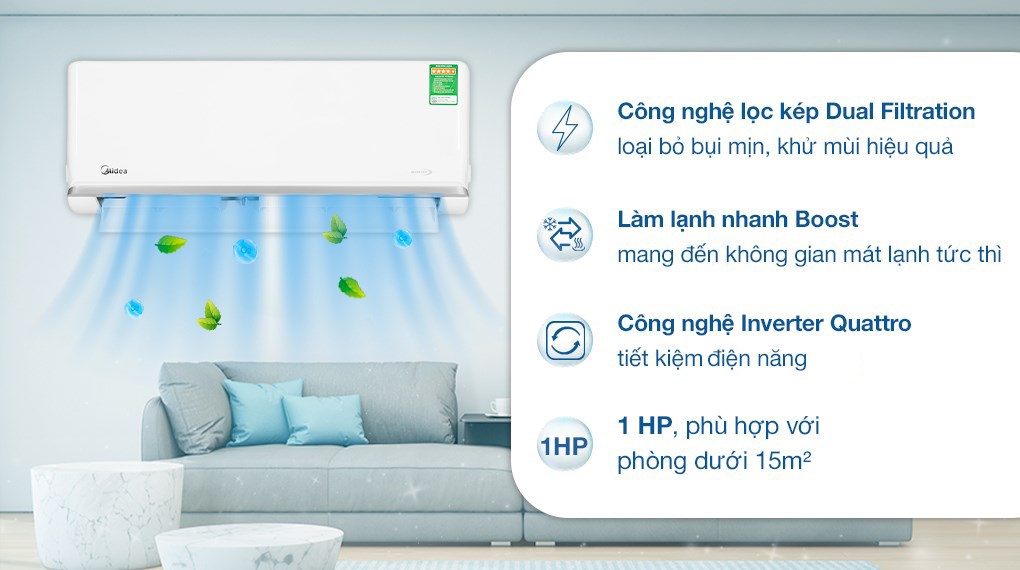 Midea
Công nghệ lọc kép Dual Filtration
loại bỏ bụi mịn, khử mùi hiệu quả
Làm lạnh nhanh Boost
mang đến không gian mát lạnh tức thì
Công nghệ Inverter Quattro
tiết kiệm điện năng
1HP
1 HP, phù hợp với
phòng dưới 15m²